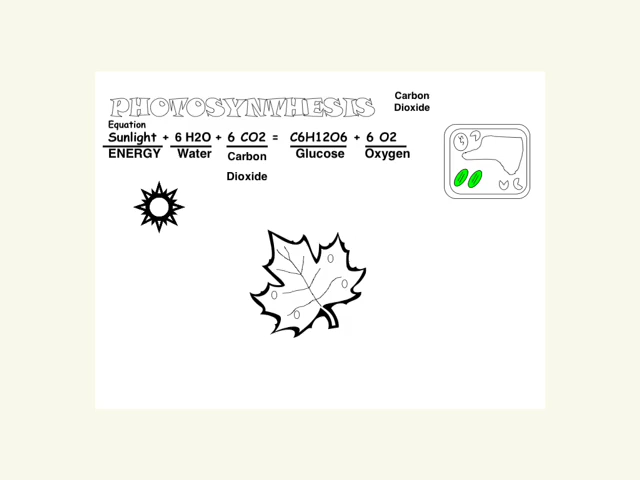 PHOTOSYNTHESIS
Carbon
Dioxide
Equation
Sunlight + 6 H2O + 6 CO2 = C6H12O6 + 6 O2
ENERGY Water Carbon Glucose Oxygen
Dioxide